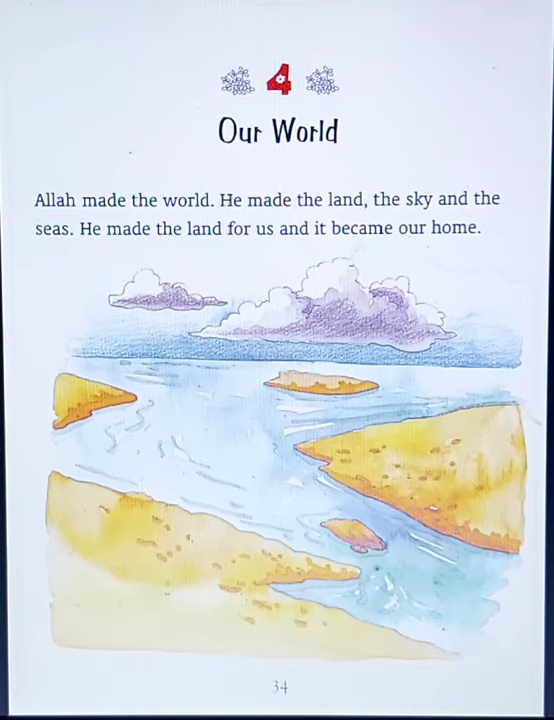 4
Our World
Allah made the world. He made the land, the sky and the
seas. He made the land for us and it became our home.
34